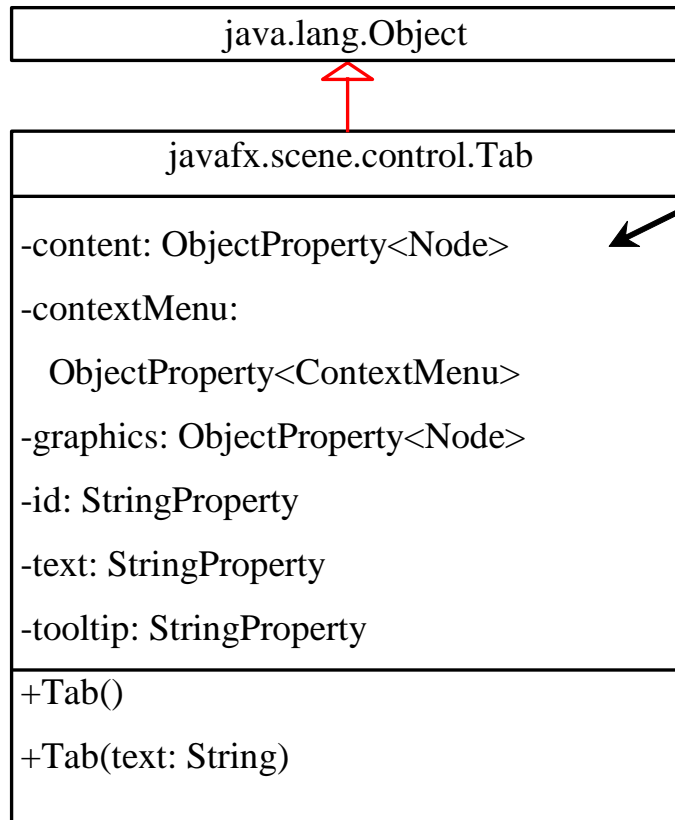 java.lang.Object
javafx.scene.control.Tab
-content: ObjectProperty<Node>
-contextMenu:
ObjectProperty<ContextMenu>
-graphics: ObjectProperty<Node>
-id: StringProperty
-text: StringProperty
-tooltip: StringProperty
+Tab()
+Tab(text: String)